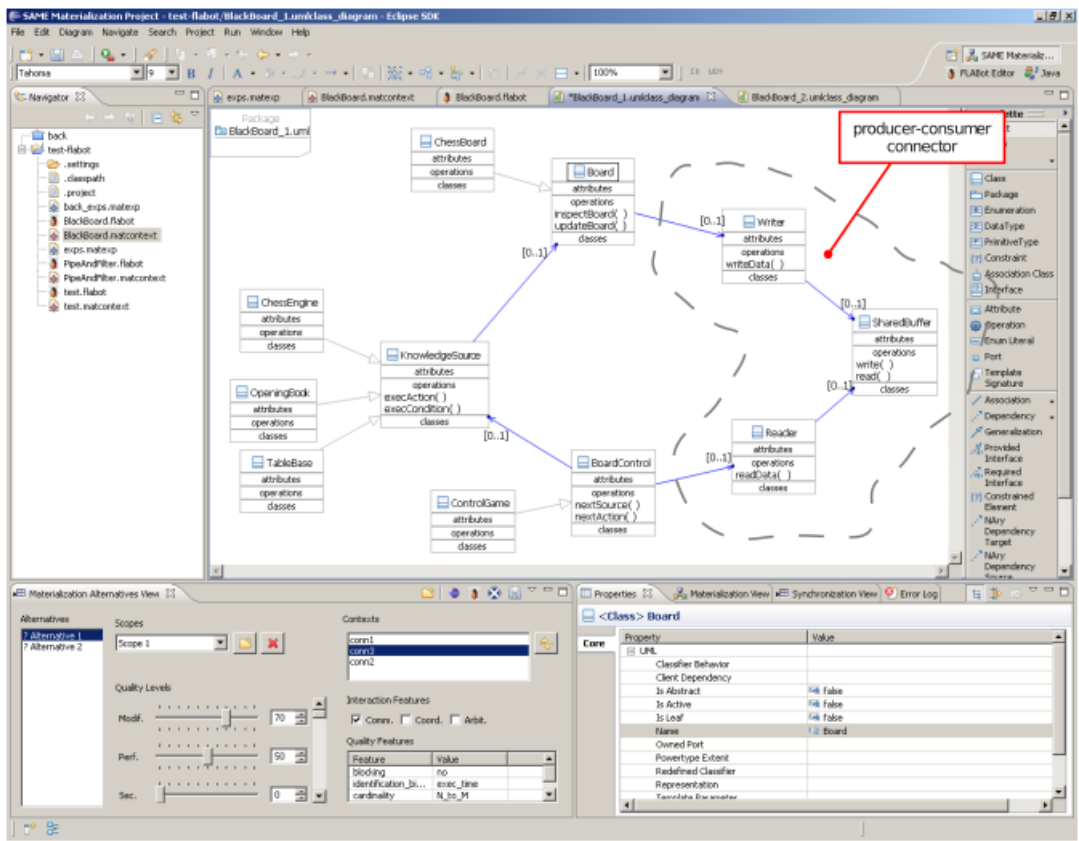 SAME Materialization Project - test-flabot/BlackBoard_1.umlclass_diagram - Eclipse SDK
File Edit Diagram Navigate Search Project Run Window Help
SAME Materializ...
Tahoma 9 B I A 100%
FLABot Editor Java
Navigator
exps.matexp BlackBoard.matcontext BlackBoard.flabot *BlackBoard_1.umlclass_diagram BlackBoard_2.umlclass_diagram
back
test-flabot
.settings
.classpath
.project
back_exps.matexp
BlackBoard.flabot
BlackBoard.matcontext
exps.matexp
PipeAndFilter.flabot
PipeAndFilter.matcontext
test.flabot
test.matcontext
Package
BlackBoard_1.uml
ChessBoard
attributes
operations
classes
Board
attributes
operations
inspectBoard( )
updateBoard( )
classes
[0..1]
[0..1]
Writer
attributes
operations
writeData( )
classes
producer-consumer
connector
[0..1]
SharedBuffer
attributes
operations
write( )
read( )
classes
[0..1]
ChessEngine
attributes
operations
classes
KnowledgeSource
attributes
operations
execAction( )
execCondition( )
classes
[0..1]
OpeningBook
attributes
operations
classes
TableBase
attributes
operations
classes
ControlGame
attributes
operations
classes
BoardControl
attributes
operations
nextSource( )
nextAction( )
classes
[0..1]
Reader
attributes
operations
readData( )
classes
Class
Package
Enumeration
DataType
PrimitiveType
Constraint
Association Class
Interface
Attribute
Operation
Enum Literal
Port
Template
Signature
Association
Dependency
Generalization
Provided
Interface
Required
Interface
Constrained
Element
NAry
Dependency
Target
NAry
Dependency
Source
Materialization Alternatives View
Alternatives
? Alternative 1
? Alternative 2
Scopes
Scope 1
Quality Levels
Modif. 70
Perf. 50
Sec. 0
Contexts
conn1
conn3
conn2
Interaction Features
Comm. Coord. Arbit.
Quality Features
Feature Value
blocking no
identification_bi... exec_time
cardinality N_to_M
Properties Materialization View Synchronization View Error Log
<Class> Board
Core
Property Value
UML
Classifier Behavior
Client Dependency
Is Abstract false
Is Active false
Is Leaf false
Name Board
Owned Port
Powertype Extent
Redefined Classifier
Representation
Template Parameter